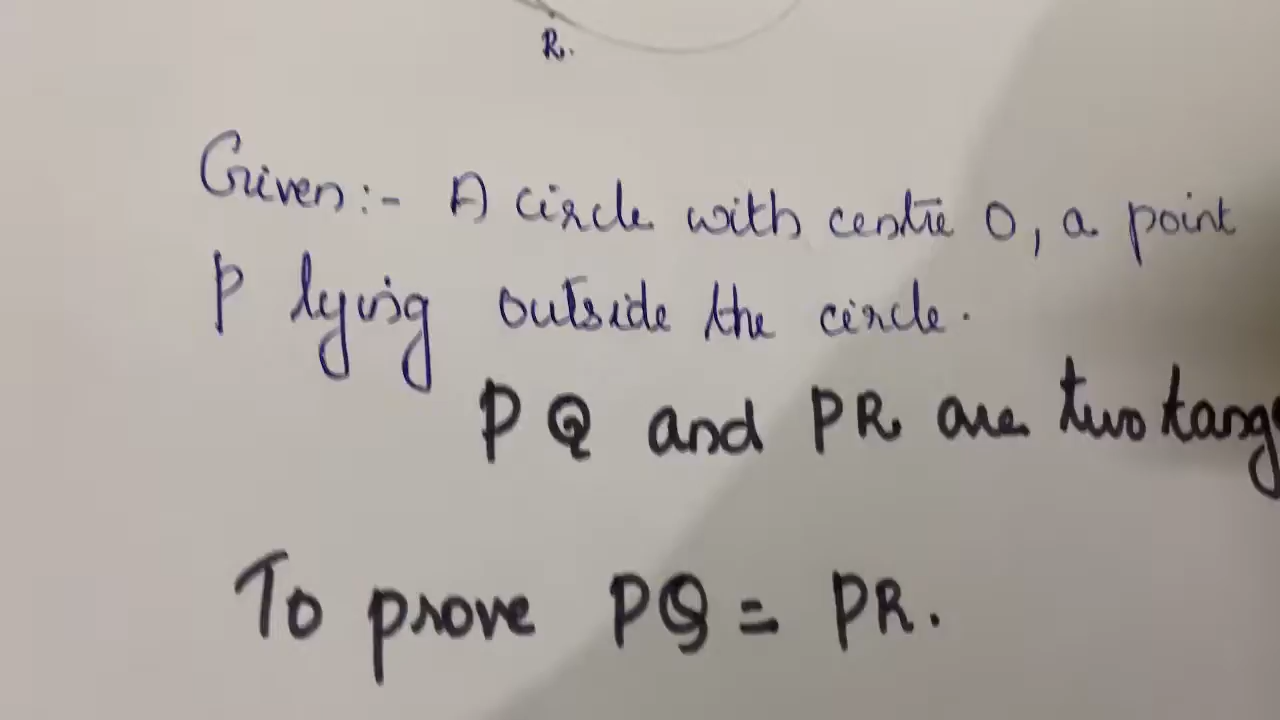 R.
Given:- A circle with centre O, a point
P lying outside the circle.
PQ and PR are two tang
To prove PQ = PR.